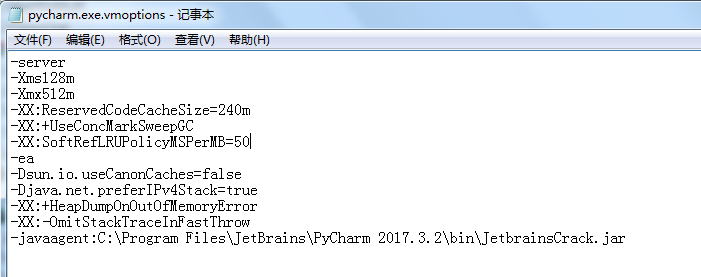 pycharm.exe.vmoptions - 记事本
文件(F) 编辑(E) 格式(O) 查看(V) 帮助(H)
-server
-Xms128m
-Xmx512m
-XX:ReservedCodeCacheSize=240m
-XX:+UseConcMarkSweepGC
-XX:SoftRefLRUPolicyMSPerMB=50
-ea
-Dsun.io.useCanonCaches=false
-Djava.net.preferIPv4Stack=true
-XX:+HeapDumpOnOutOfMemoryError
-XX:-OmitStackTraceInFastThrow
-javaagent:C:\Program Files\JetBrains\PyCharm 2017.3.2\bin\JetbrainsCrack.jar